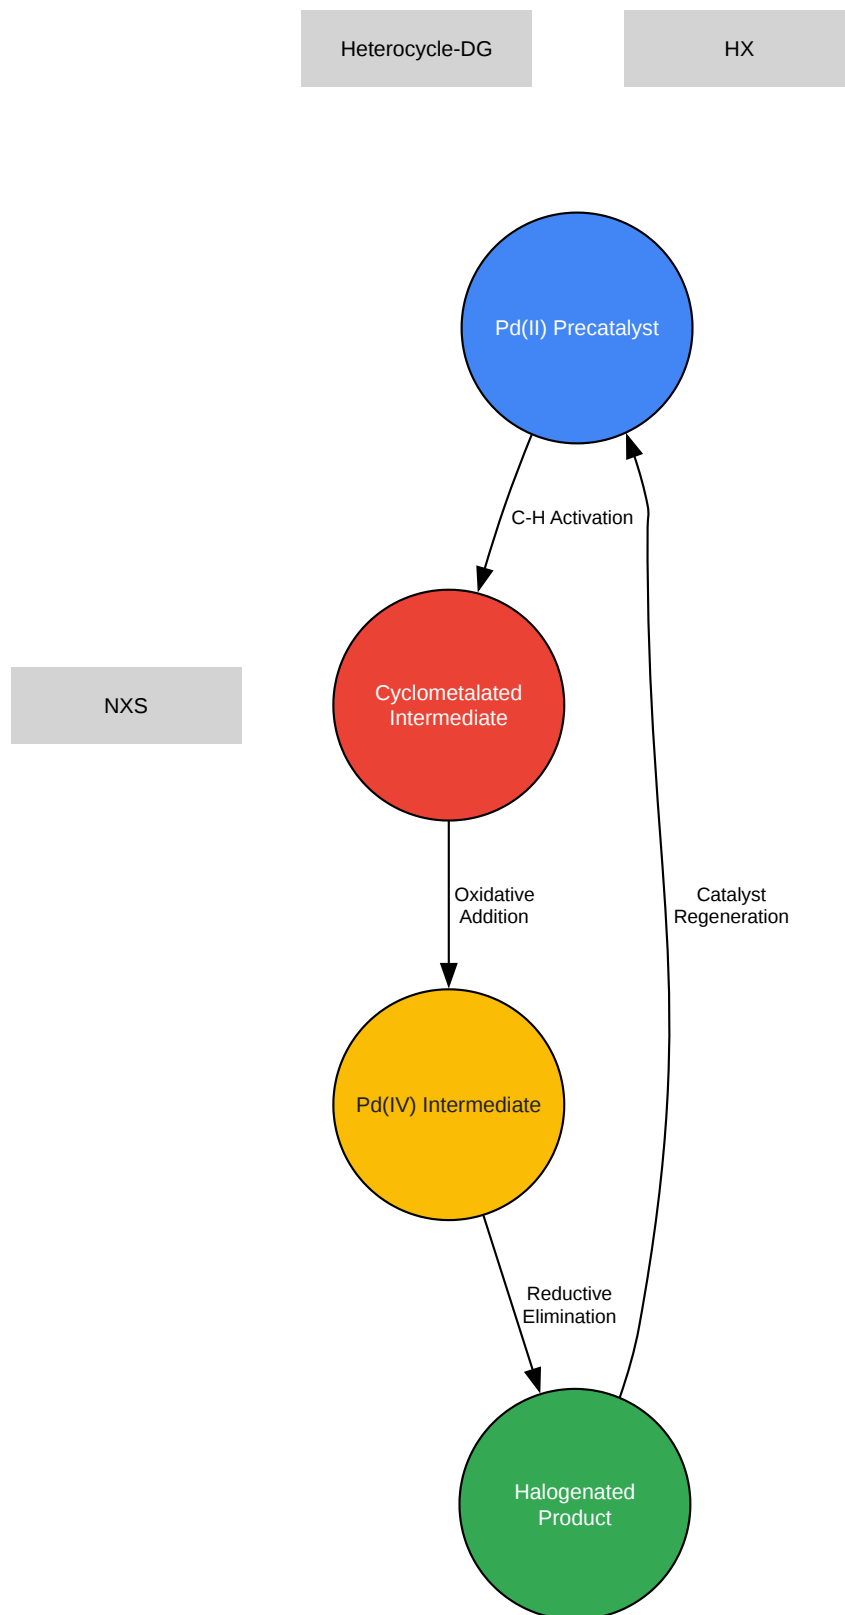 Heterocycle-DG
HX
Pd(II) Precatalyst
C-H Activation
Cyclometalated
Intermediate
NXS
Oxidative
Addition
Catalyst
Regeneration
Pd(IV) Intermediate
Reductive
Elimination
Halogenated
Product